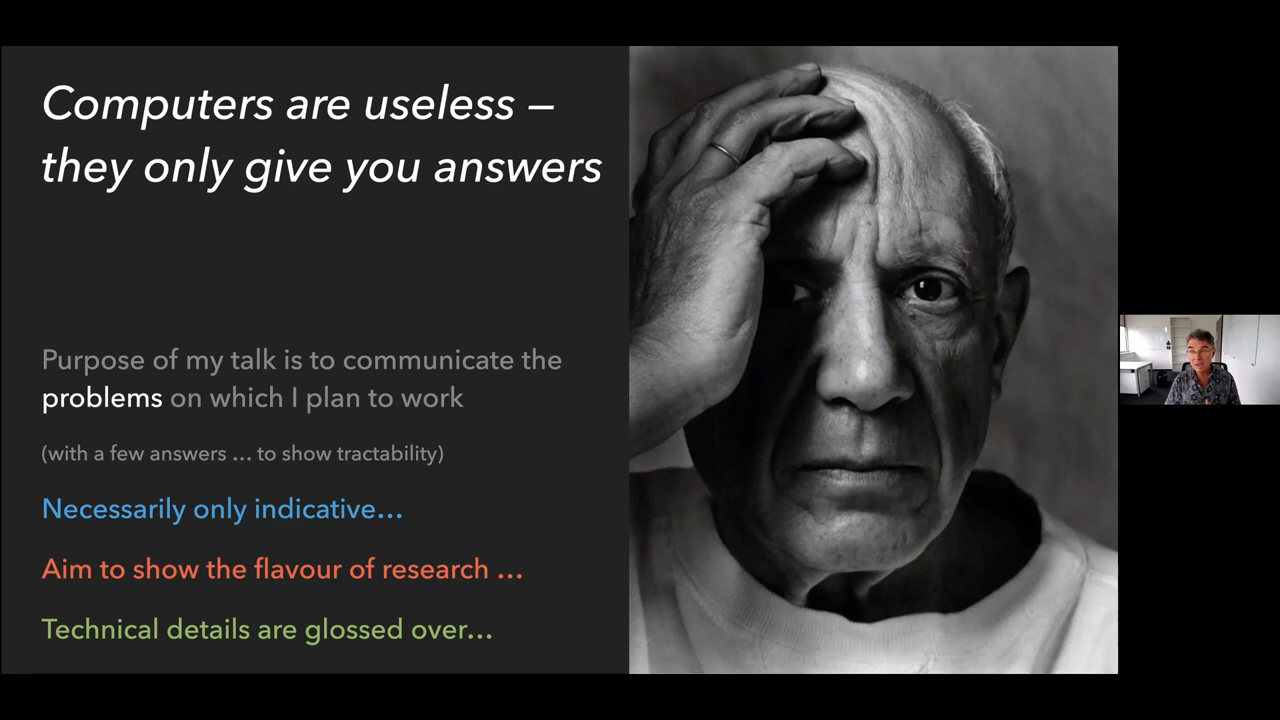 Computers are useless –
they only give you answers
Purpose of my talk is to communicate the
problems on which I plan to work
(with a few answers … to show tractability)
Necessarily only indicative…
Aim to show the flavour of research …
Technical details are glossed over…